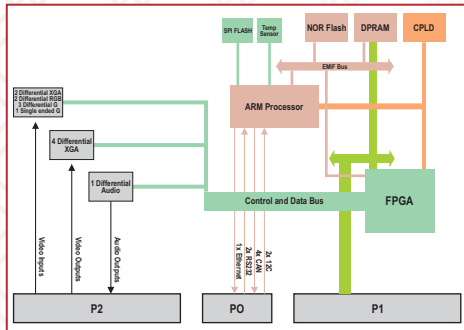 SPI FLASH
Temp
Sensor
NOR Flash
DPRAM
CPLD
EMIF Bus
2 Differential XGA
2 Differential RGB
3 Differential G
1 Single ended G
ARM Processor
4 Differential
XGA
1 Differential
Audio
Control and Data Bus
FPGA
Video Inputs
Video Outputs
Audio Outputs
1x Ethernet
2x RS232
4x CAN
2x 12C
P2
PO
P1